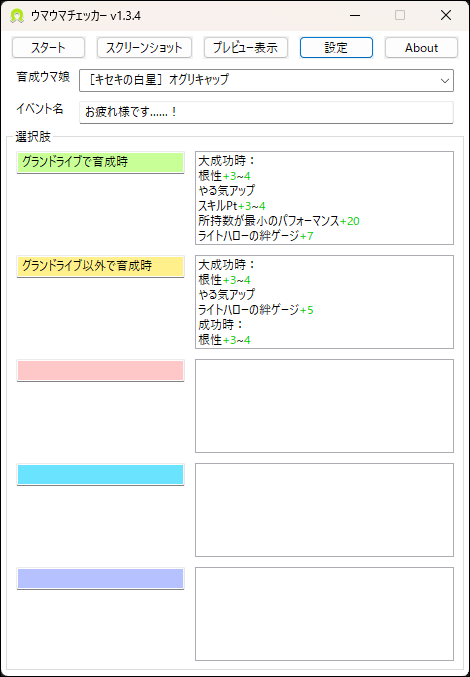 ウマウマチェッカー v1.3.4
スタート
スクリーンショット
プレビュー表示
設定
About
育成ウマ娘
［キセキの白星］オグリキャップ
イベント名
お疲れ様です……！
選択肢
グランドライブで育成時
大成功時：
根性+3~4
やる気アップ
スキルPt+3~4
所持数が最小のパフォーマンス+20
ライトハローの絆ゲージ+7
グランドライブ以外で育成時
大成功時：
根性+3~4
やる気アップ
ライトハローの絆ゲージ+5
成功時：
根性+3~4